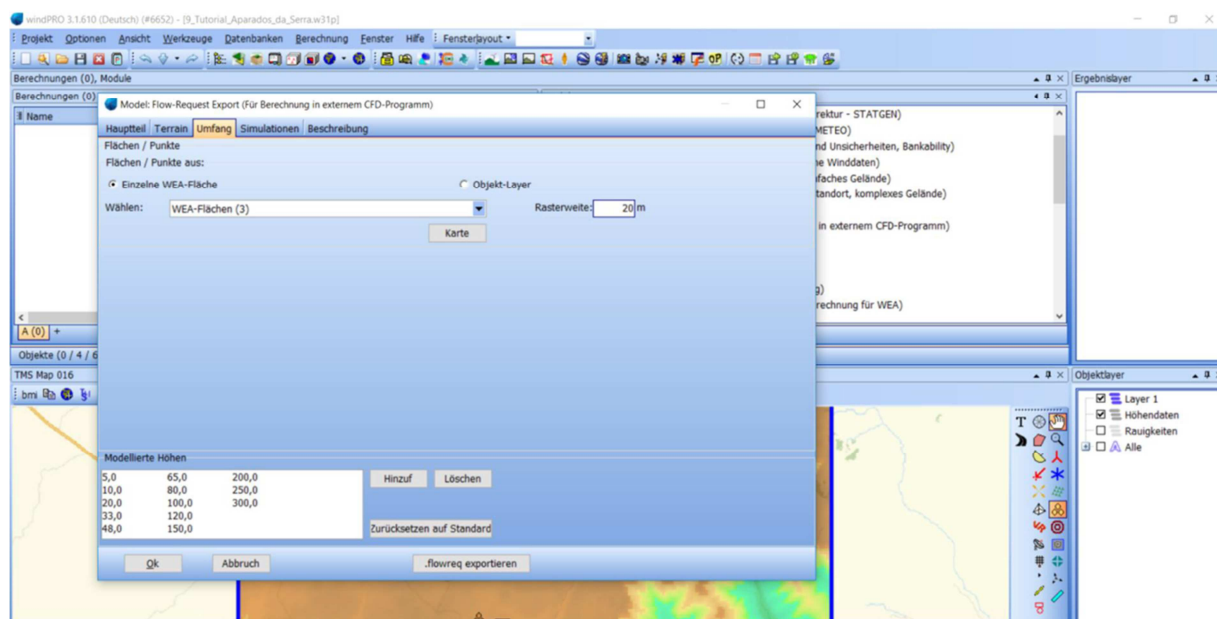 windPRO 3.1.610 (Deutsch) (#6652) - [9_Tutorial_Aparados_da_Serra.w31p]
Projekt Optionen Ansicht Werkzeuge Datenbanken Berechnung Fenster Hilfe Fensterlayout
Berechnungen (0), Module
Ergebnislayer
Berechnungen (0)
Name
A (0) +
Objekte (0 / 4 / 6
Model: Flow-Request Export (Für Berechnung in externem CFD-Programm)
Hauptteil Terrain Umfang Simulationen Beschreibung
Flächen / Punkte
Flächen / Punkte aus:
Einzelne WEA-Fläche Objekt-Layer
Wählen: WEA-Flächen (3) Rasterweite: 20 m
Karte
Modellierte Höhen
5,0 65,0 200,0
10,0 80,0 250,0
20,0 100,0 300,0
33,0 120,0
48,0 150,0
Hinzuf Löschen
Zurücksetzen auf Standard
Ok Abbruch .flowreq exportieren
rektur - STATGEN)
METEO)
nd Unsicherheiten, Bankability)
ne Winddaten)
nfaches Gelände)
tandort, komplexes Gelände)
in externem CFD-Programm)
g)
rechnung für WEA)
TMS Map 016
bmi
Objektlayer
Layer 1
Höhendaten
Rauigkeiten
Alle